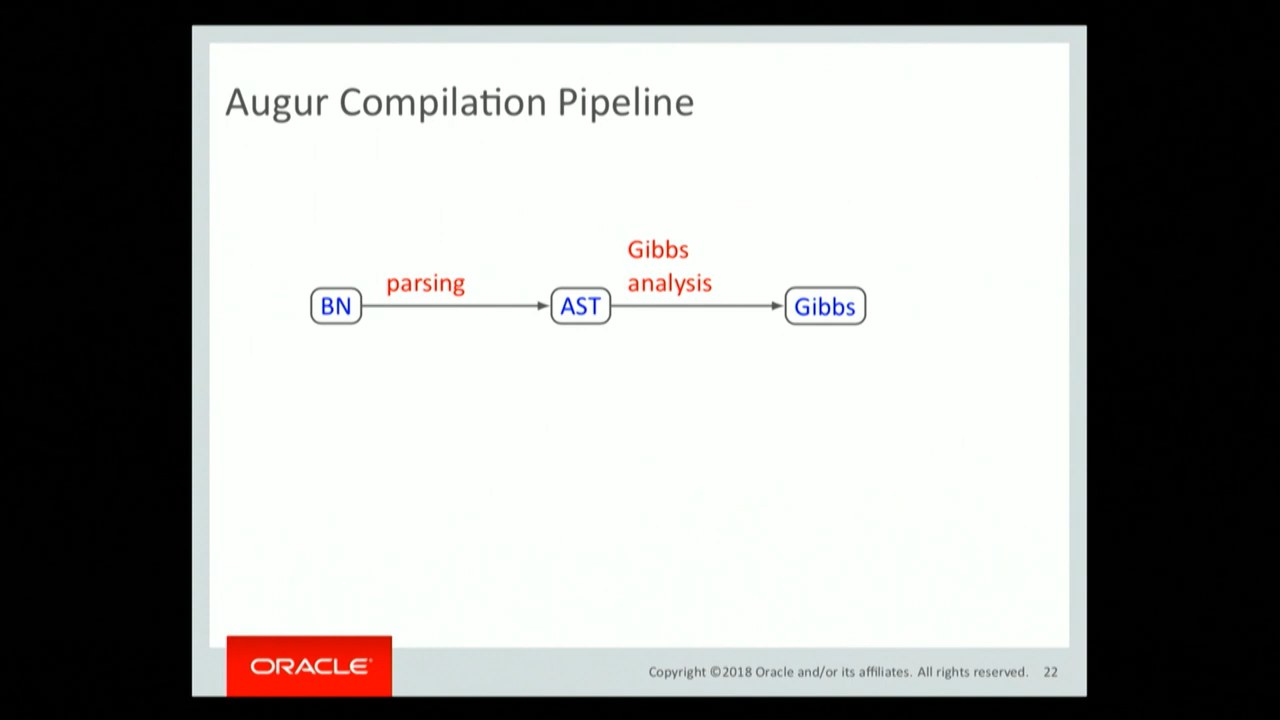 Augur Compilation Pipeline
Gibbs
parsing
analysis
BN
AST
Gibbs
ORACLE
Copyright ©2018 Oracle and/or its affiliates. All rights reserved. 22